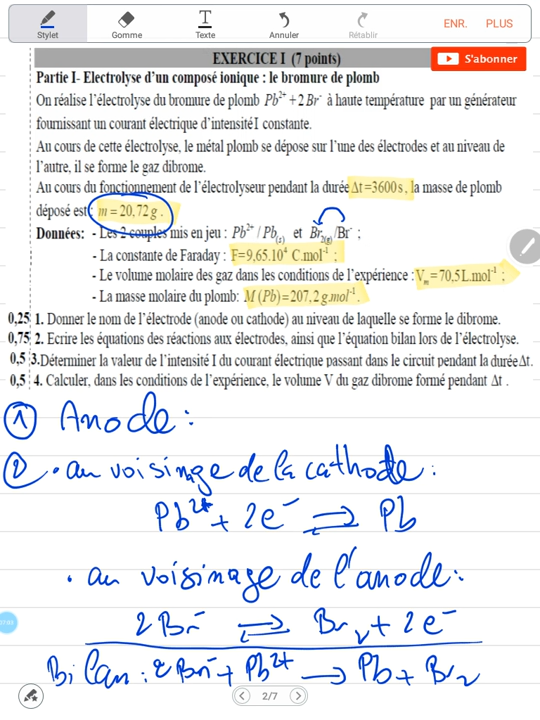 Stylet
Gomme
Texte
Annuler
Rétablir
ENR.
PLUS
EXERCICE I (7 points)
S'abonner
Partie I- Electrolyse d'un composé ionique : le bromure de plomb
On réalise l'électrolyse du bromure de plomb Pb²⁺ + 2Br⁻ à haute température par un générateur
fournissant un courant électrique d'intensité I constante.
Au cours de cette électrolyse, le métal plomb se dépose sur l'une des électrodes et au niveau de
l'autre, il se forme le gaz dibrome.
Au cours du fonctionnement de l'électrolyseur pendant la durée Δt=3600s, la masse de plomb
déposé est : m = 20,72 g .
Données: - Les 2 couples mis en jeu : Pb²⁺ / Pb₍ₛ₎ et Br₂₍g₎/Br⁻ ;
- La constante de Faraday : F=9,65.10⁴ C.mol⁻¹ ;
- Le volume molaire des gaz dans les conditions de l'expérience : Vₘ = 70,5 L.mol⁻¹ ;
- La masse molaire du plomb: M (Pb) = 207,2 g.mol⁻¹ .
0,25 1. Donner le nom de l'électrode (anode ou cathode) au niveau de laquelle se forme le dibrome.
0,75 2. Ecrire les équations des réactions aux électrodes, ainsi que l'équation bilan lors de l'électrolyse.
0,5 3.Déterminer la valeur de l'intensité I du courant électrique passant dans le circuit pendant la durée Δt.
0,5 4. Calculer, dans les conditions de l'expérience, le volume V du gaz dibrome formé pendant Δt .
① Anode :
② • au voisinage de la cathode :
Pb²⁺ + 2e⁻ ⇌ Pb
• au voisinage de l'anode :
2Br⁻ ⇌ Br₂ + 2e⁻
Bilan : 2Br⁻ + Pb²⁺ → Pb + Br₂
2/7